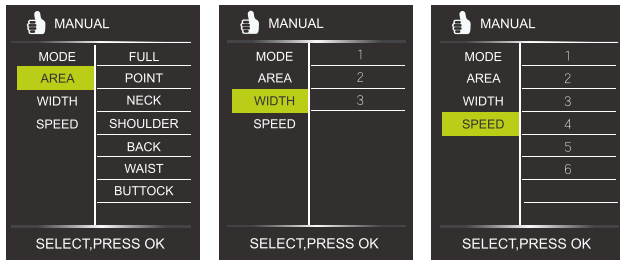 MANUAL
MODE
AREA
WIDTH
SPEED
FULL
POINT
NECK
SHOULDER
BACK
WAIST
BUTTOCK
SELECT,PRESS OK
MANUAL
MODE
AREA
WIDTH
SPEED
1
2
3
SELECT,PRESS OK
MANUAL
MODE
AREA
WIDTH
SPEED
1
2
3
4
5
6
SELECT,PRESS OK